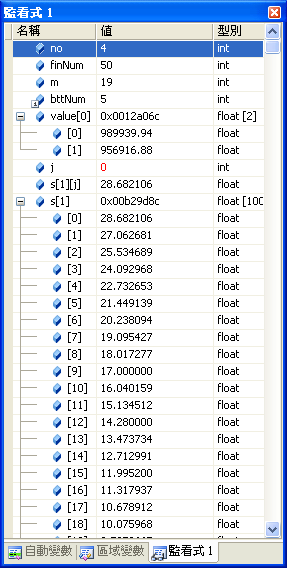 監看式 1
名稱 值 型別
no 4 int
finNum 50 int
m 19 int
bttNum 5 int
value[0] 0x0012a06c float [2]
[0] 989939.94 float
[1] 956916.88 float
j 0 int
s[1][j] 28.682106 float
s[1] 0x00b29d8c float [100
[0] 28.682106 float
[1] 27.062681 float
[2] 25.534689 float
[3] 24.092968 float
[4] 22.732653 float
[5] 21.449139 float
[6] 20.238094 float
[7] 19.095427 float
[8] 18.017277 float
[9] 17.000000 float
[10] 16.040159 float
[11] 15.134512 float
[12] 14.280000 float
[13] 13.473734 float
[14] 12.712991 float
[15] 11.995200 float
[16] 11.317937 float
[17] 10.678912 float
[18] 10.075968 float
自動變數 區域變數 監看式 1